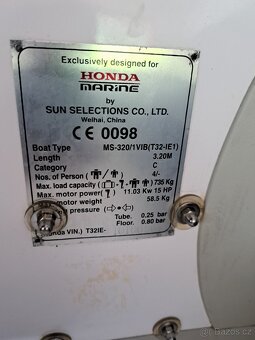 Exclusively designed for
HONDA
MARINE
by
SUN SELECTIONS CO., LTD.
Weihai, China
CE 0098
Boat Type MS-320/1VIB(T32-IE1)
Length 3.20M
Category C
Nos. of Person ( / ) 4/-
Max. load capacity ( + / ) 735 Kg
Max. motor power( ) 11.03 Kw 15 HP
motor weight 58.5 Kg
pressure Tube. 0.25 bar
Floor. 0.80 bar
Honda VIN.) T32IE-
Bazos.cz